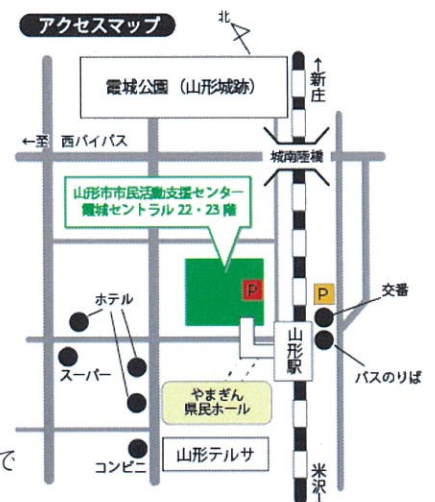 アクセスマップ
北
↑新庄
霞城公園（山形城跡）
←至 西バイパス
城南陸橋
山形市市民活動支援センター
霞城セントラル 22・23 階
P
P
交番
ホテル
山形駅
スーパー
バスのりば
やまぎん
県民ホール
で
コンビニ
山形テルサ
米沢↓